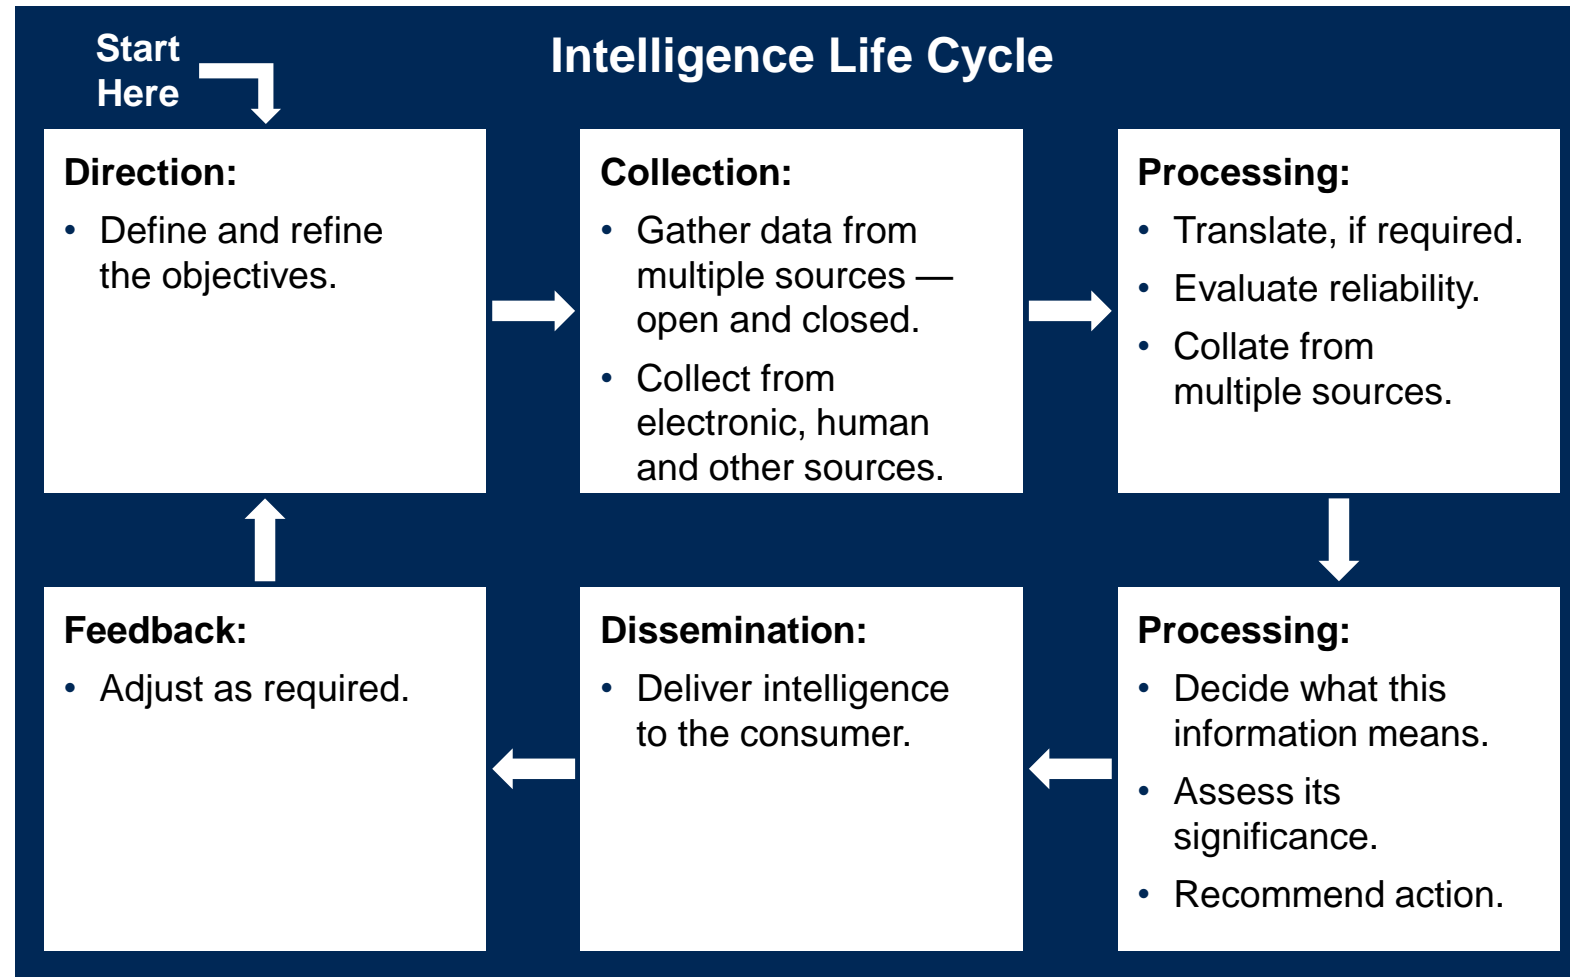 Start
Here
Intelligence Life Cycle
Direction:
• Define and refine
the objectives.
Collection:
• Gather data from
multiple sources —
open and closed.
• Collect from
electronic, human
and other sources.
Processing:
• Translate, if required.
• Evaluate reliability.
• Collate from
multiple sources.
Feedback:
• Adjust as required.
Dissemination:
• Deliver intelligence
to the consumer.
Processing:
• Decide what this
information means.
• Assess its
significance.
• Recommend action.